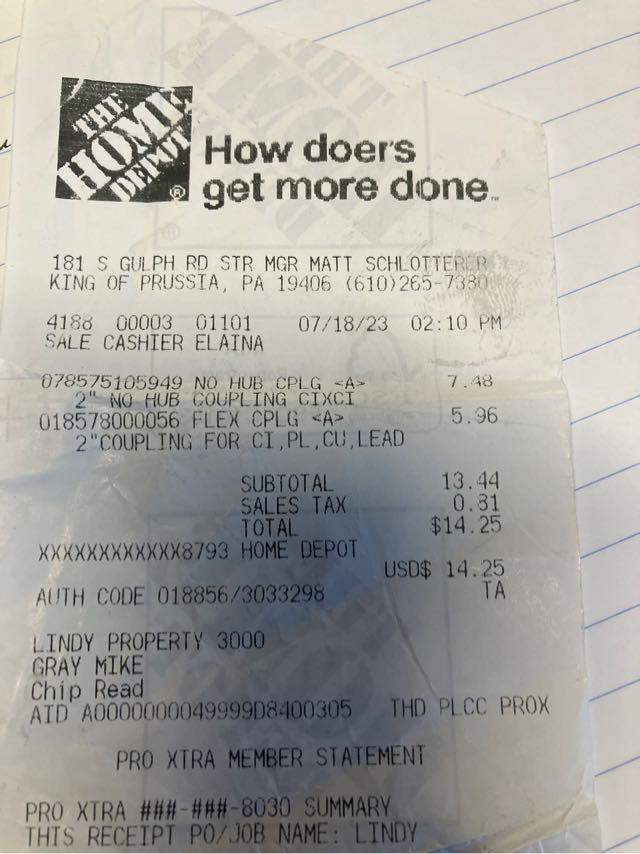 THE
HOME
DEPOT
®
How doers
get more done.™
181 S GULPH RD STR MGR MATT SCHLOTTERER
KING OF PRUSSIA, PA 19406 (610)265-7380
4188 00003 01101 07/18/23 02:10 PM
SALE CASHIER ELAINA
078575105949 NO HUB CPLG <A> 7.48
2" NO HUB COUPLING CIXCI
018578000056 FLEX CPLG <A> 5.96
2"COUPLING FOR CI,PL,CU,LEAD
SUBTOTAL 13.44
SALES TAX 0.81
TOTAL $14.25
XXXXXXXXXXXX8793 HOME DEPOT
USD$ 14.25
AUTH CODE 018856/3033298 TA
LINDY PROPERTY 3000
GRAY MIKE
Chip Read
AID A0000000049999D8400305 THD PLCC PROX
PRO XTRA MEMBER STATEMENT
PRO XTRA ###-###-8030 SUMMARY
THIS RECEIPT PO/JOB NAME: LINDY